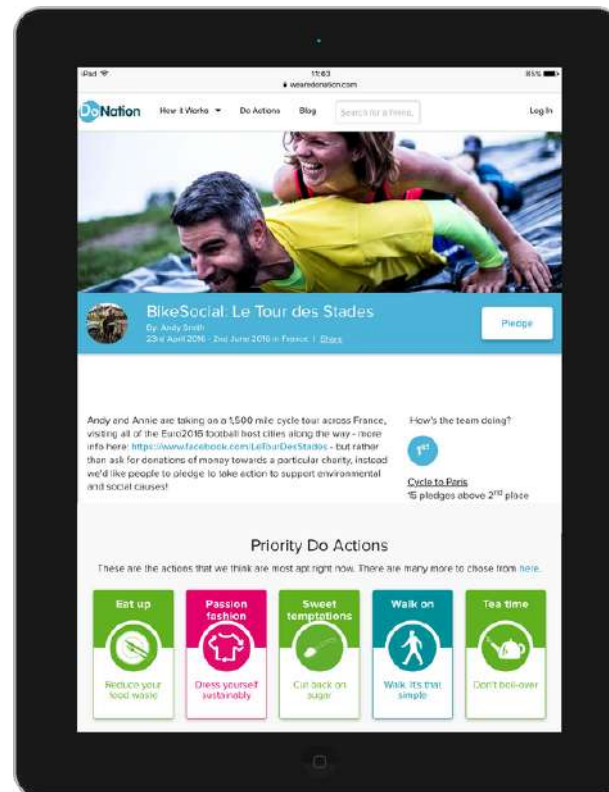 iPad
11:53
85%
wearedonation.com
DoNation
How it Works
Do Actions
Blog
Search for a friend,
Log In
BikeSocial: Le Tour des Stades
By: Andy Smith
23rd April 2016 - 2nd June 2016 in France | Share
Pledge
Andy and Annie are taking on a 1,500 mile cycle tour across France,
visiting all of the Euro2016 football host cities along the way - more
info here: https://www.facebook.com/LeTourDesStades - but rather
than ask for donations of money towards a particular charity, instead
we'd like people to pledge to take action to support environmental
and social causes!
How's the team doing?
1st
Cycle to Paris
15 pledges above 2nd place
Priority Do Actions
These are the actions that we think are most apt right now. There are many more to chose from here.
Eat up
Reduce your
food waste
Passion
fashion
Dress yourself
sustainably
Sweet
temptations
Cut back on
sugar
Walk on
Walk. It's that
simple
Tea time
Don't boil-over